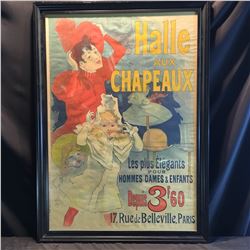 Halle
AUX
CHAPEAUX
Les plus Élégants
POUR
HOMMES DAMES & ENFANTS
Depuis 3f60
17, Rue de Belleville, PARIS